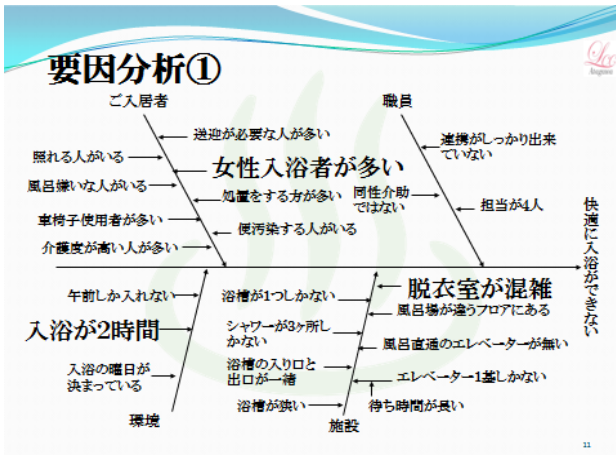 要因分析①
ご入居者
職員
送迎が必要な人が多い
照れる人がいる
女性入浴者が多い
風呂嫌いな人がいる
処置をする方が多い
車椅子使用者が多い
便汚染する人がいる
介護度が高い人が多い
連携がしっかり出来
ていない
同性介助
ではない
担当が4人
快適に入浴ができない
午前しか入れない
入浴が2時間
入浴の曜日が
決まっている
環境
浴槽が1つしかない
脱衣室が混雑
風呂場が違うフロアにある
シャワーが3ヶ所し
かない
風呂直通のエレベーターが無い
浴槽の入り口と
出口が一緒
エレベーター1基しかない
待ち時間が長い
浴槽が狭い
施設
11